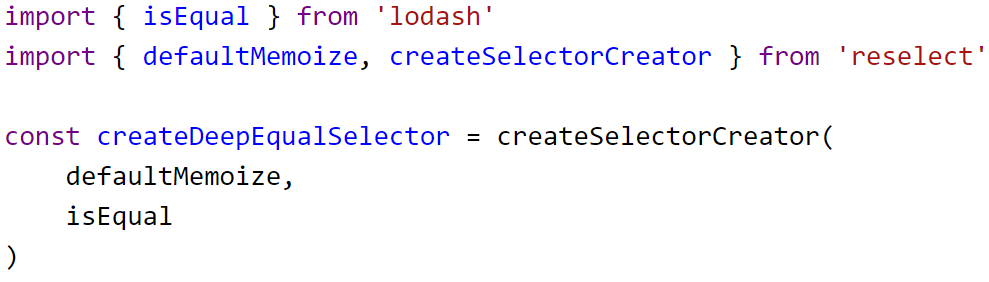 import { isEqual } from 'lodash'
import { defaultMemoize, createSelectorCreator } from 'reselect'
const createDeepEqualSelector = createSelectorCreator(
    defaultMemoize,
    isEqual
)